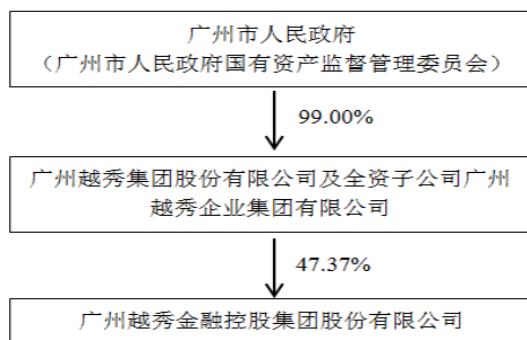 广州市人民政府
（广州市人民政府国有资产监督管理委员会）
99.00%
广州越秀集团股份有限公司及全资子公司广州
越秀企业集团有限公司
47.37%
广州越秀金融控股集团股份有限公司